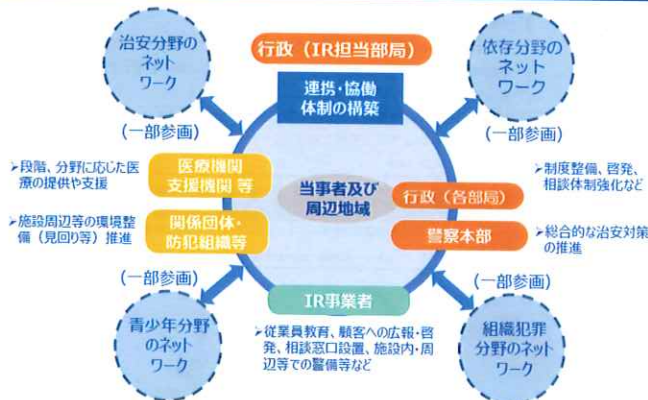 治安分野の
ネット
ワーク
行政（IR担当部局）
連携・協働
体制の構築
依存分野の
ネット
ワーク
（一部参画）
（一部参画）
➢段階、分野に応じた医
療の提供や支援
医療機関
支援機関 等
当事者及び
周辺地域
➢制度整備、啓発、
相談体制強化など
行政（各部局）
➢施設周辺等の環境整
備（見回り等）推進
関係団体・
防犯組織等
警察本部
➢総合的な治安対策
の推進
（一部参画）
（一部参画）
IR事業者
青少年分野
のネット
ワーク
➢従業員教育、顧客への広報・啓
発、相談窓口設置、施設内・周
辺等での警備等など
組織犯罪
分野のネット
ワーク